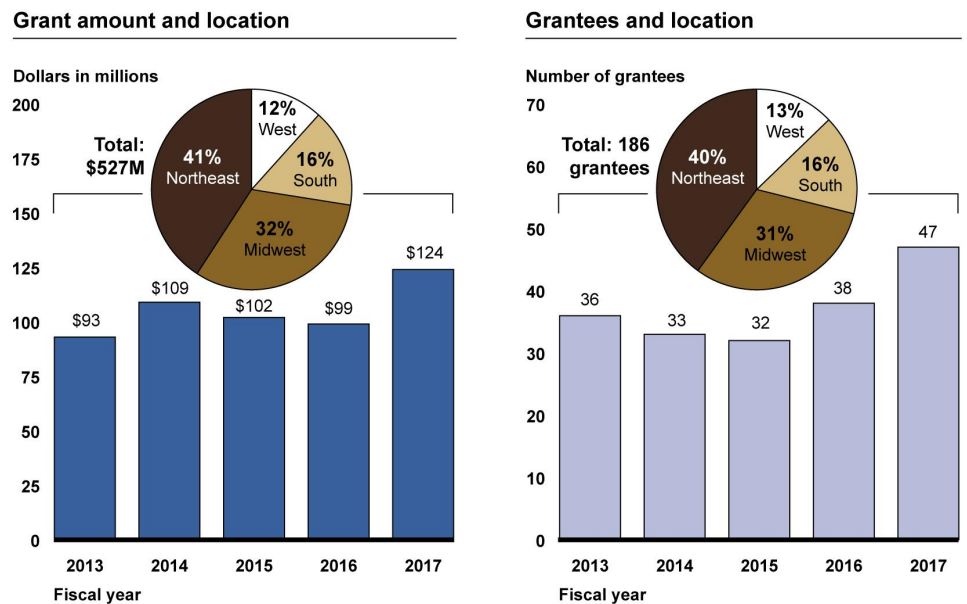 Grant amount and location
Dollars in millions
200
175
150
125
100
75
50
25
0
Total:
$527M
12%
West
16%
South
32%
Midwest
41%
Northeast
$93
$109
$102
$99
$124
2013
2014
2015
2016
2017
Fiscal year
Grantees and location
Number of grantees
70
60
50
40
30
20
10
0
Total: 186
grantees
13%
West
16%
South
31%
Midwest
40%
Northeast
36
33
32
38
47
2013
2014
2015
2016
2017
Fiscal year